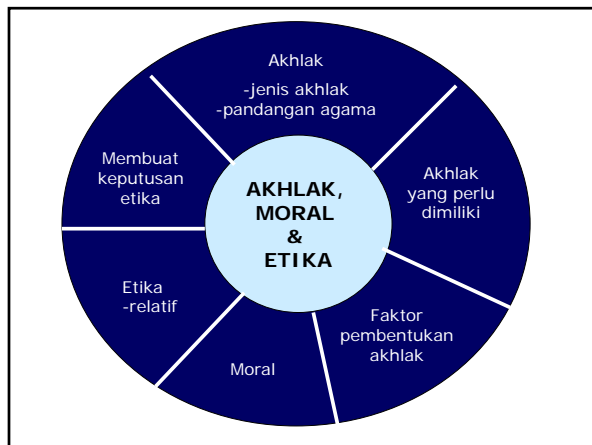 Akhlak
-jenis akhlak
-pandangan agama
Akhlak
yang perlu
dimiliki
Faktor
pembentukan
akhlak
Moral
Etika
-relatif
Membuat
keputusan
etika
AKHLAK,
MORAL
&
ETIKA